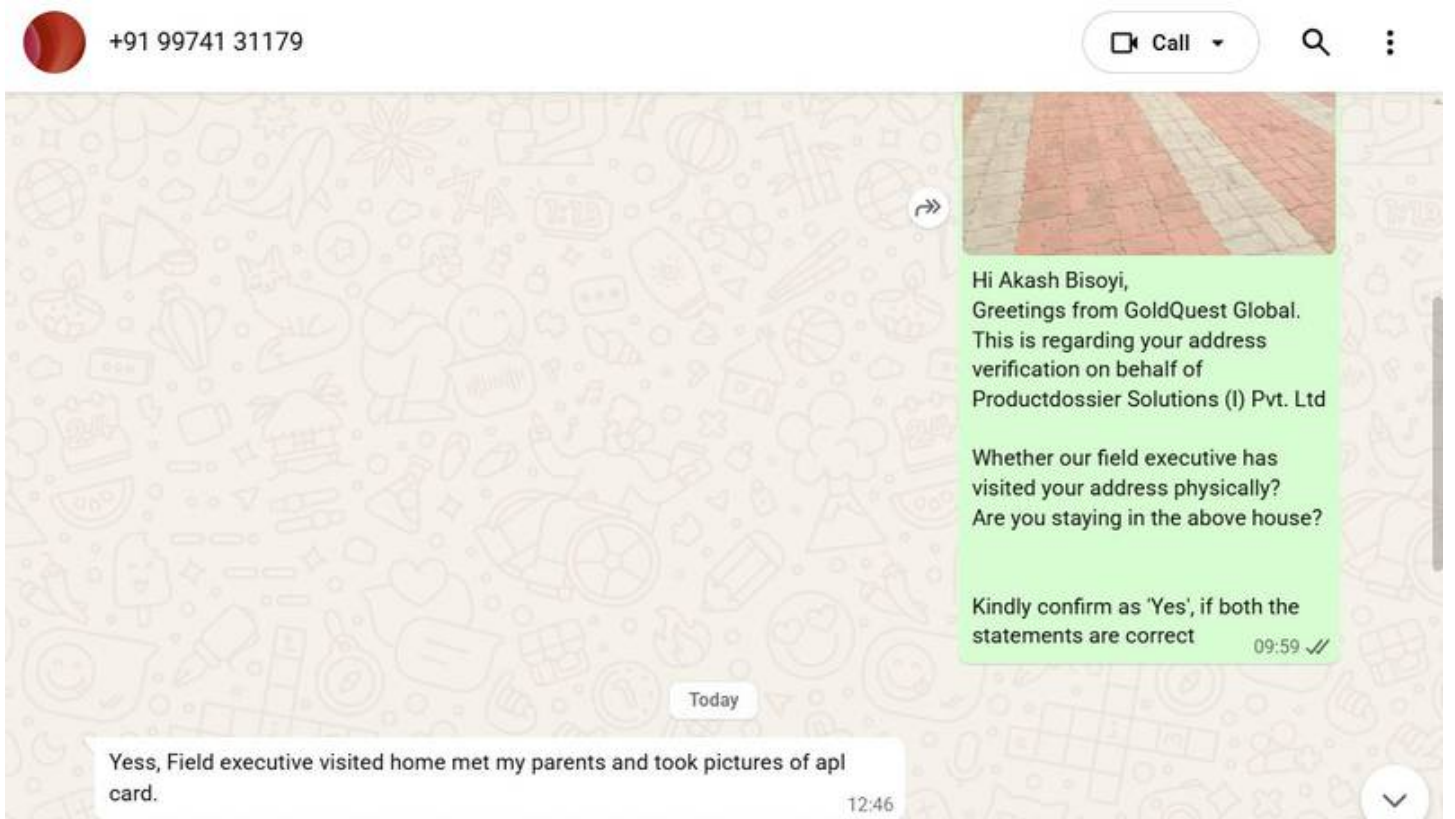 +91 99741 31179
Call
Hi Akash Bisoyi,
Greetings from GoldQuest Global.
This is regarding your address
verification on behalf of
Productdossier Solutions (I) Pvt. Ltd
Whether our field executive has
visited your address physically?
Are you staying in the above house?
Kindly confirm as 'Yes', if both the
statements are correct
09:59
Today
Yess, Field executive visited home met my parents and took pictures of apl
card.
12:46